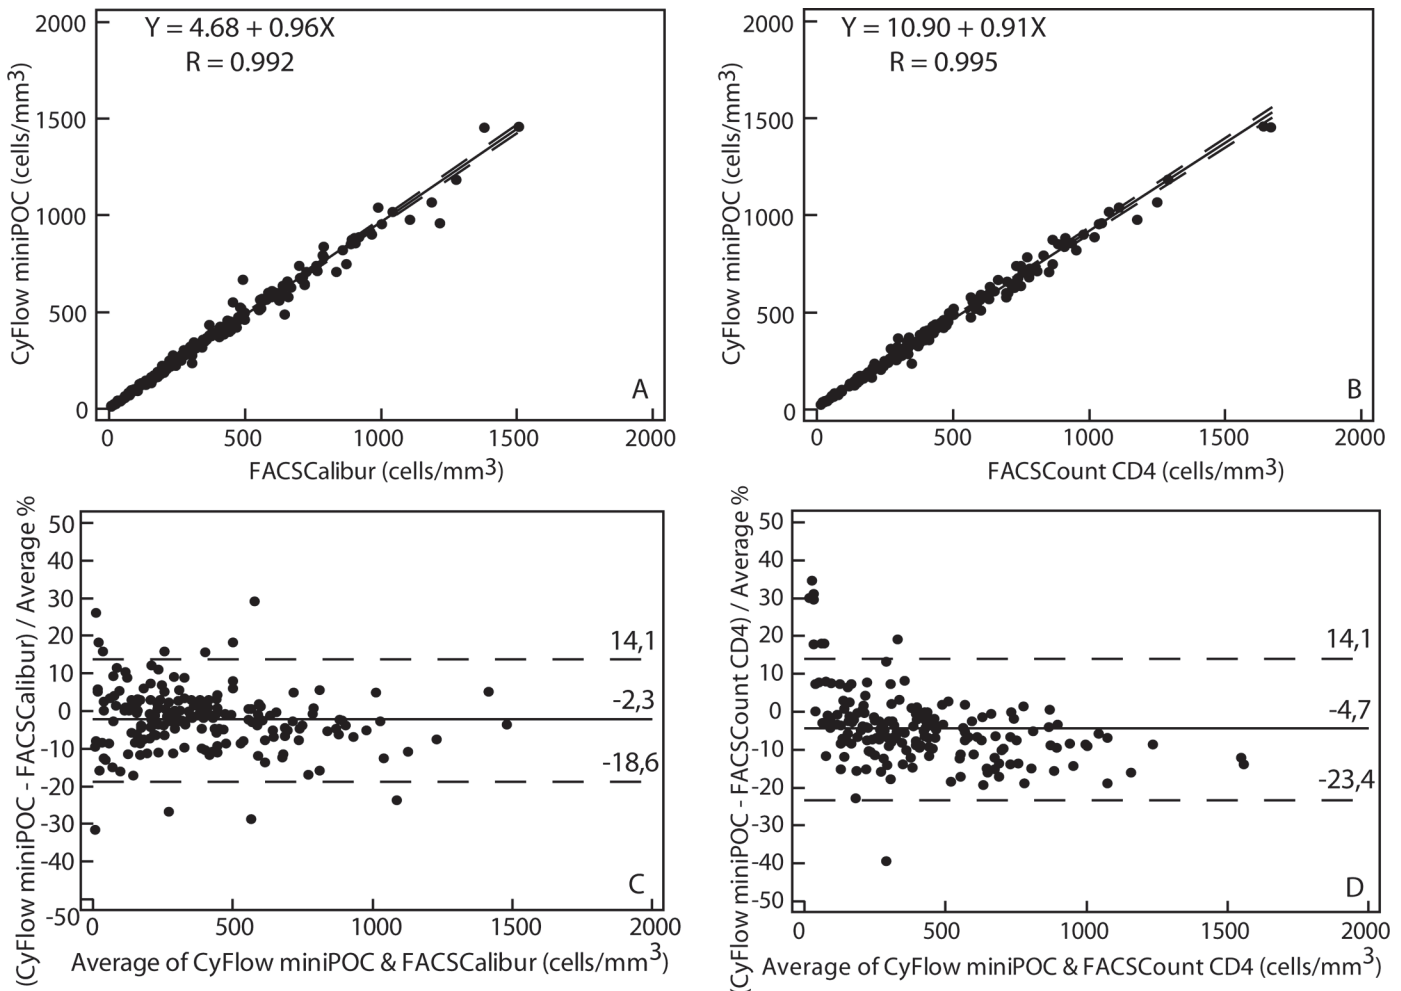 2000
1500
1000
500
0
CyFlow miniPOC (cells/mm3)
Y = 4.68 + 0.96X
R = 0.992
A
0 500 1000 1500 2000
FACSCalibur (cells/mm3)
2000
1500
1000
500
0
CyFlow miniPOC (cells/mm3)
Y = 10.90 + 0.91X
R = 0.995
B
0 500 1000 1500 2000
FACSCount CD4 (cells/mm3)
50
40
30
20
10
0
-10
-20
-30
-40
-50
(CyFlow miniPOC - FACSCalibur) / Average %
14,1
-2,3
-18,6
C
0 500 1000 1500 2000
Average of CyFlow miniPOC & FACSCalibur (cells/mm3)
50
40
30
20
10
0
-10
-20
-30
-40
-50
(CyFlow miniPOC - FACSCount CD4) / Average %
14,1
-4,7
-23,4
D
0 500 1000 1500 2000
Average of CyFlow miniPOC & FACSCount CD4 (cells/mm3)